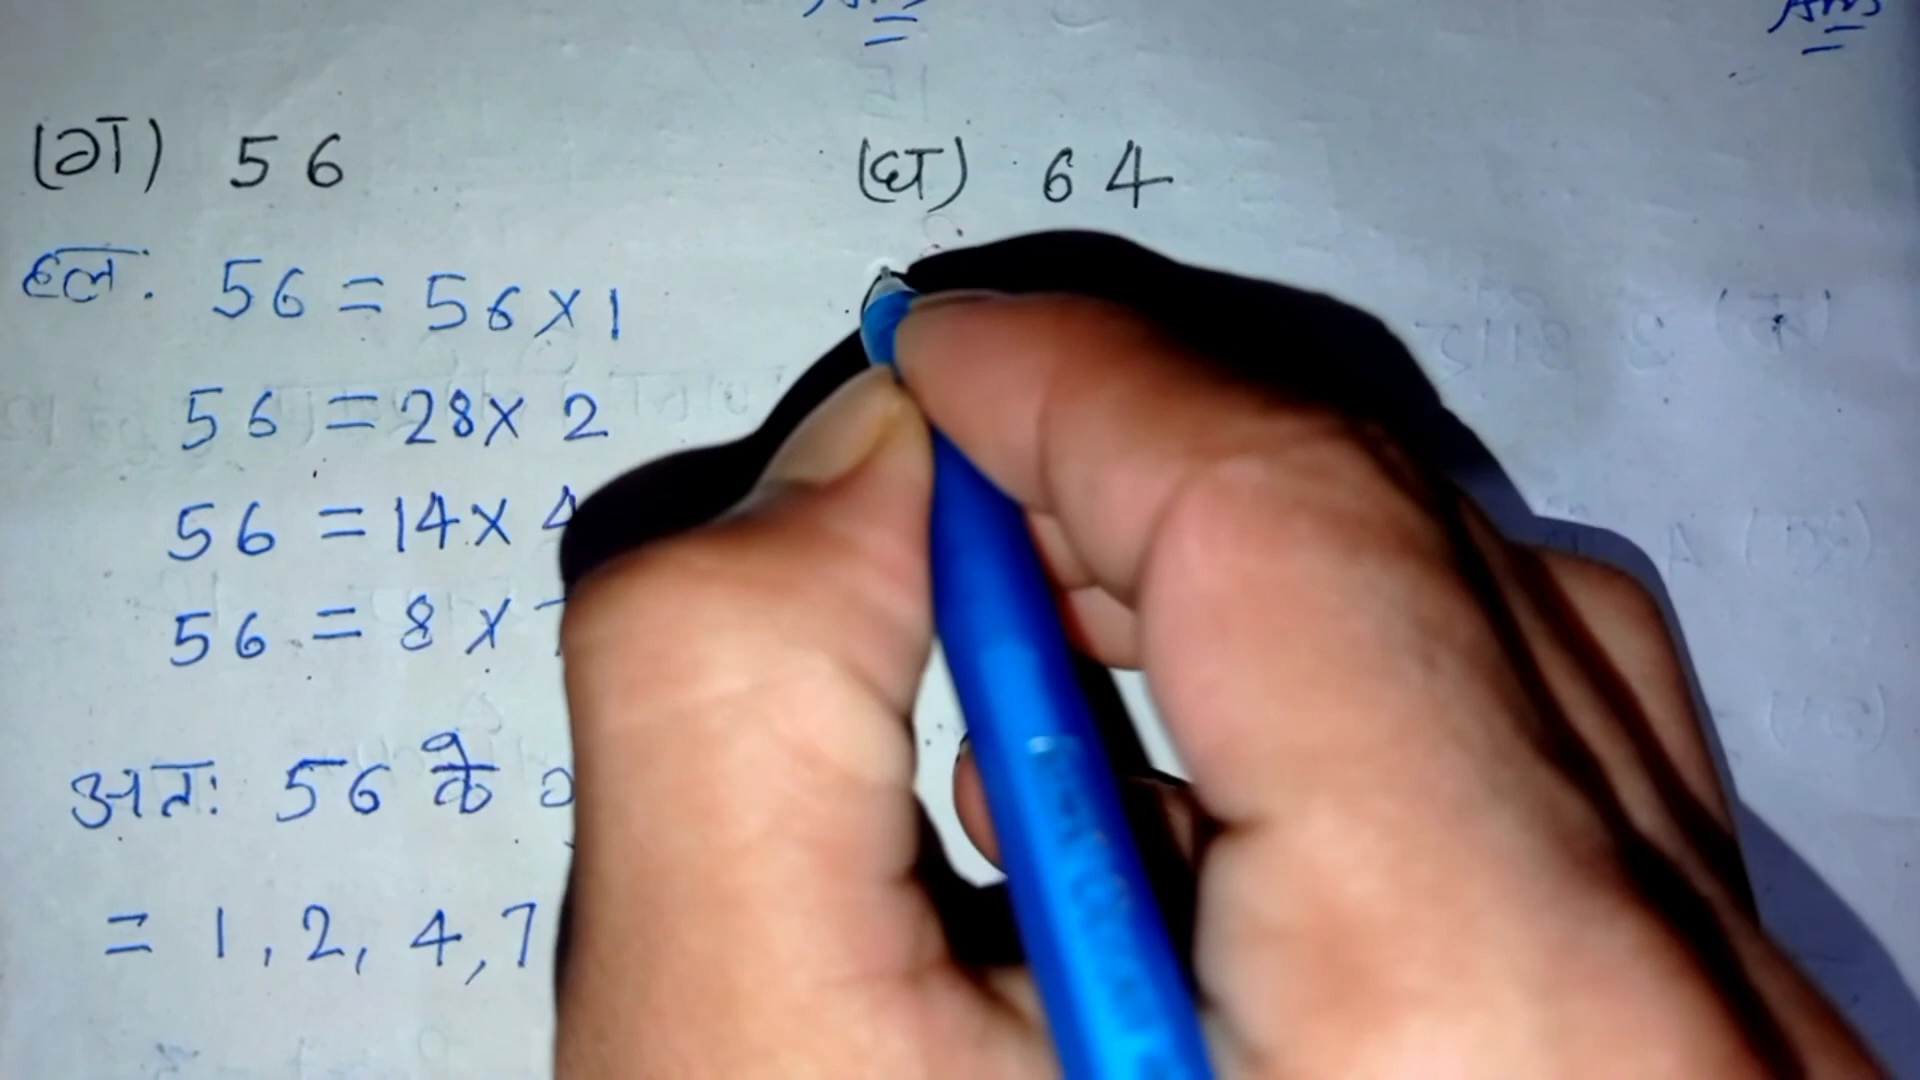 Ans
(ग) 56
हल: 56 = 56 × 1
56 = 28 × 2
56 = 14 × 4
56 = 8 ×
अतः 56 के
= 1, 2, 4, 7
(घ) 64